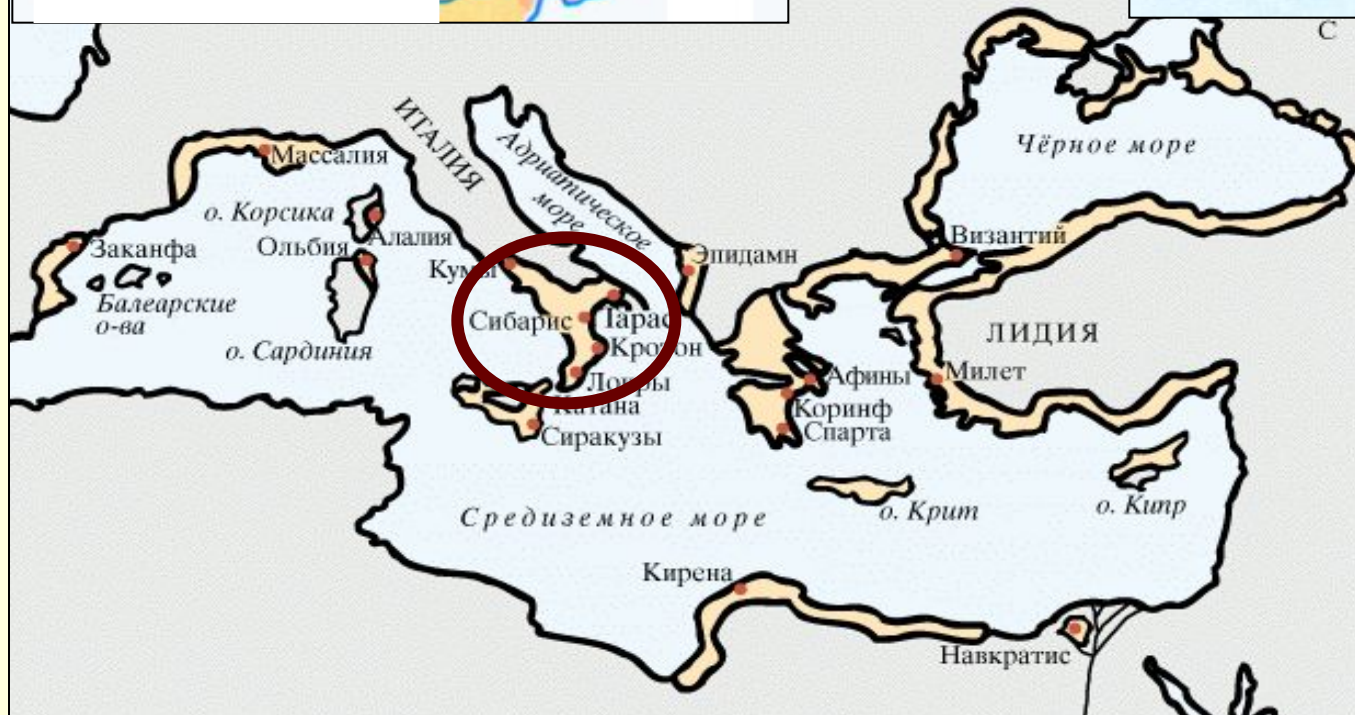 С
ИТАЛИЯ
Адриатическое
море
Чёрное море
Массалия
о. Корсика
Алалия
Ольбия
Заканфа
Балеарские
о-ва
о. Сардиния
Кумы
Эпидамн
Византий
Сибарис
Тарас
Кротон
Локры
Катана
Сиракузы
ЛИДИЯ
Афины
Милет
Коринф
Спарта
Средиземное море
о. Крит
о. Кипр
Кирена
Навкратис